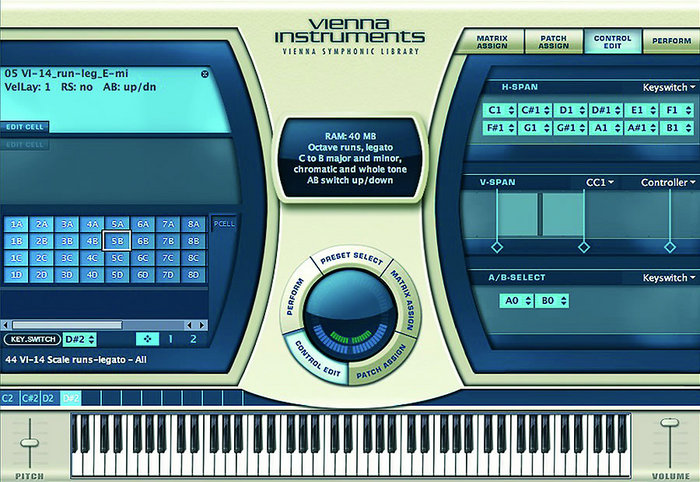 vienna
instruments
VIENNA SYMPHONIC LIBRARY
MATRIX ASSIGN
PATCH ASSIGN
CONTROL EDIT
PERFORM
05 VI-14_run-leg_E-mi
VelLay: 1 RS: no AB: up/dn
EDIT CELL
EDIT CELL
RAM: 40 MB
Octave runs, legato
C to B major and minor,
chromatic and whole tone
AB switch up/down
H-SPAN Keyswitch
C1 C#1 D1 D#1 E1 F1
F#1 G1 G#1 A1 A#1 B1
V-SPAN CC1 Controller
A/B-SELECT Keyswitch
A0 B0
1A 2A 3A 4A 5A 6A 7A 8A PCELL
1B 2B 3B 4B 5B 6B 7B 8B
1C 2C 3C 4C 5C 6C 7C 8C
1D 2D 3D 4D 5D 6D 7D 8D
KEY.SWITCH D#2 1 2
44 VI-14 Scale runs-legato - All
PRESET SELECT
MATRIX ASSIGN
PATCH ASSIGN
CONTROL EDIT
PERFORM
C2 C#2 D2 D#2
PITCH
VOLUME